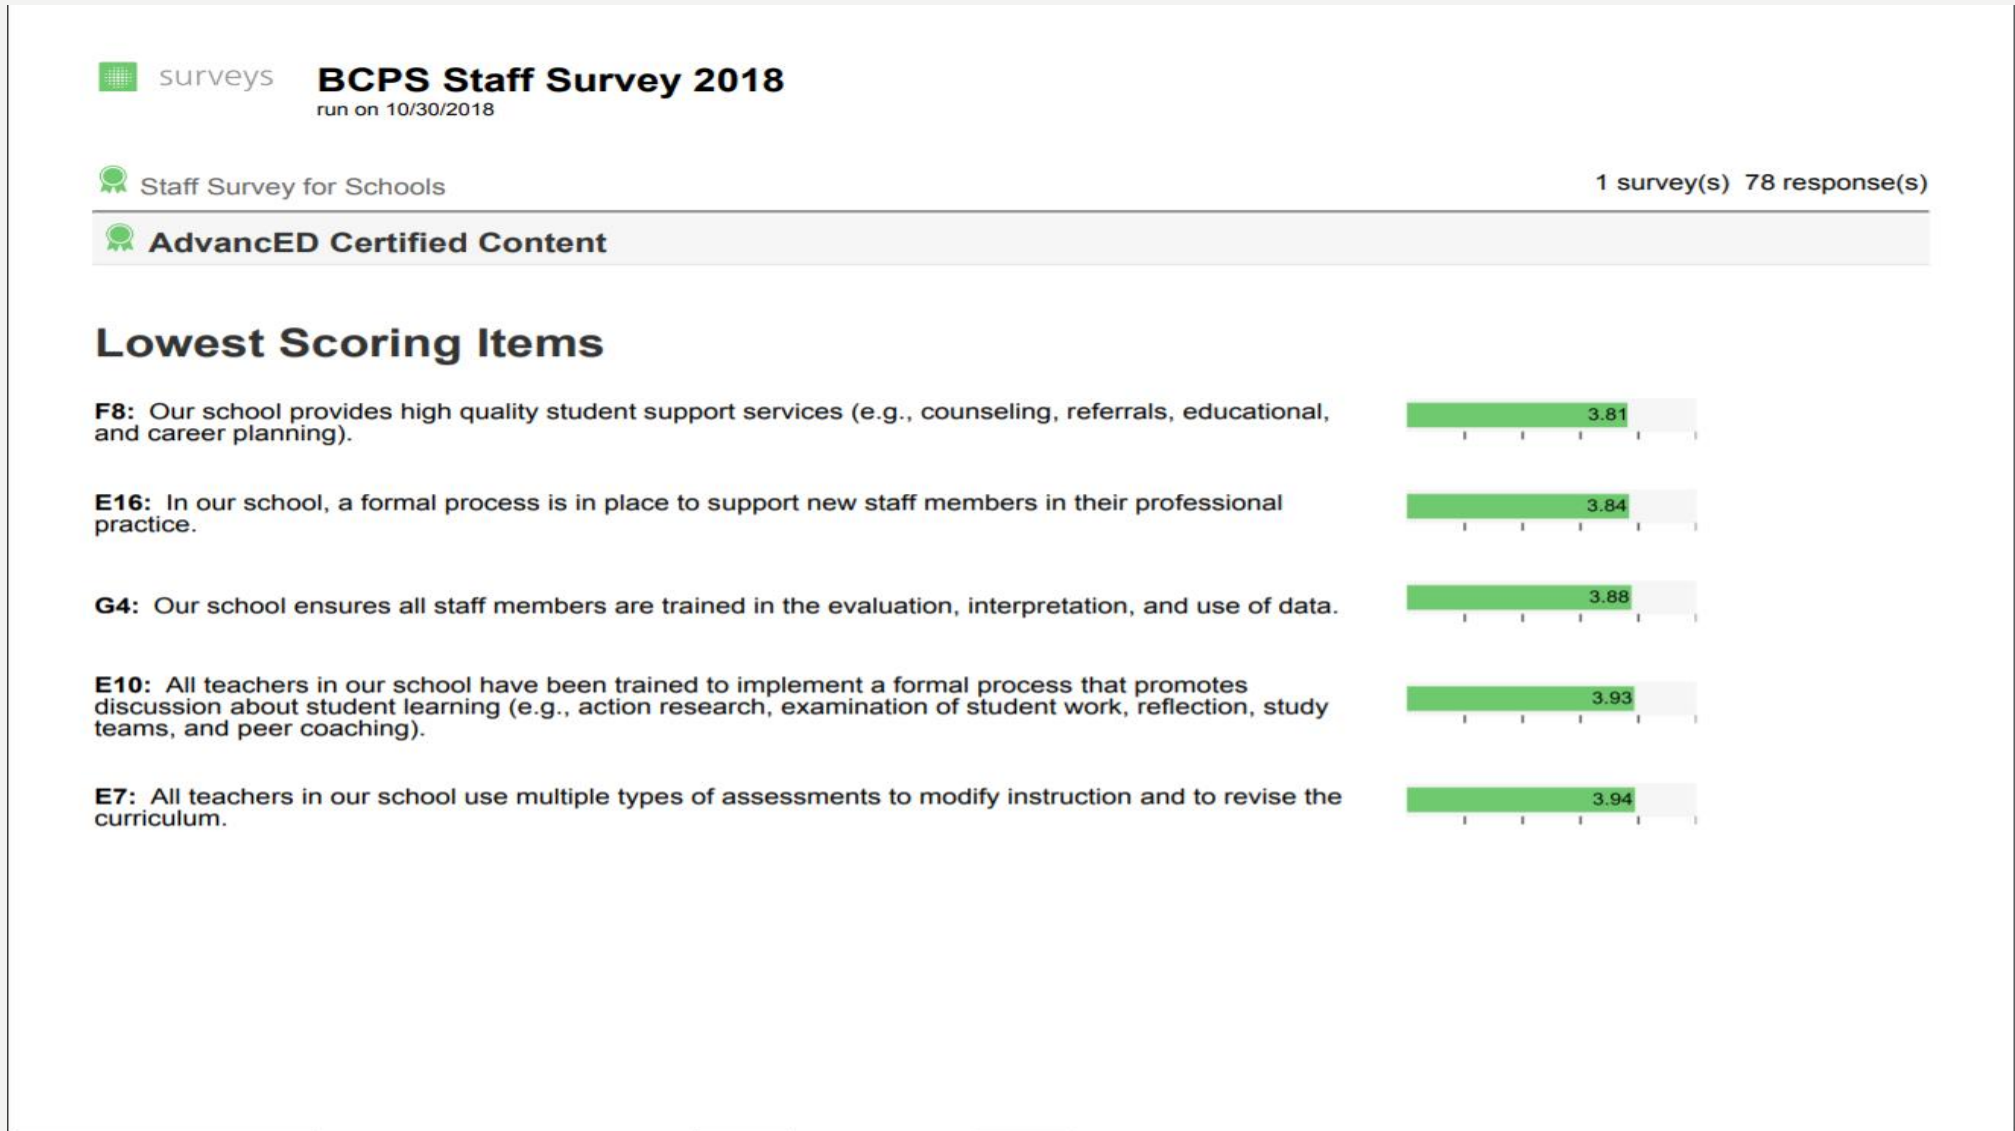 surveys BCPS Staff Survey 2018
run on 10/30/2018
Staff Survey for Schools 1 survey(s) 78 response(s)
AdvancED Certified Content
Lowest Scoring Items
F8: Our school provides high quality student support services (e.g., counseling, referrals, educational,
and career planning).
3.81
E16: In our school, a formal process is in place to support new staff members in their professional
practice.
3.84
G4: Our school ensures all staff members are trained in the evaluation, interpretation, and use of data.
3.88
E10: All teachers in our school have been trained to implement a formal process that promotes
discussion about student learning (e.g., action research, examination of student work, reflection, study
teams, and peer coaching).
3.93
E7: All teachers in our school use multiple types of assessments to modify instruction and to revise the
curriculum.
3.94